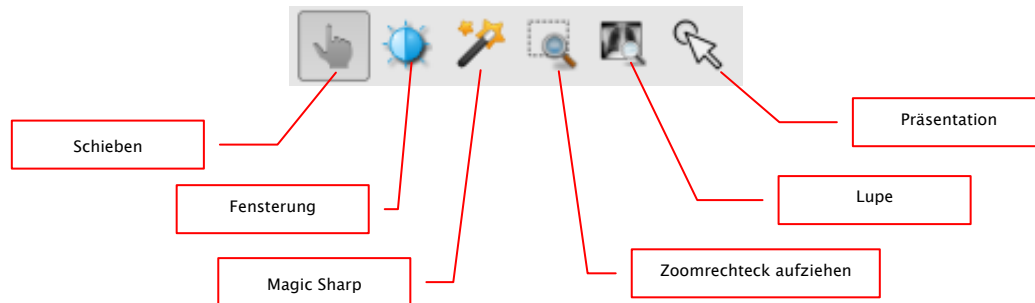 Präsentation
Schieben
Lupe
Fensterung
Zoomrechteck aufziehen
Magic Sharp